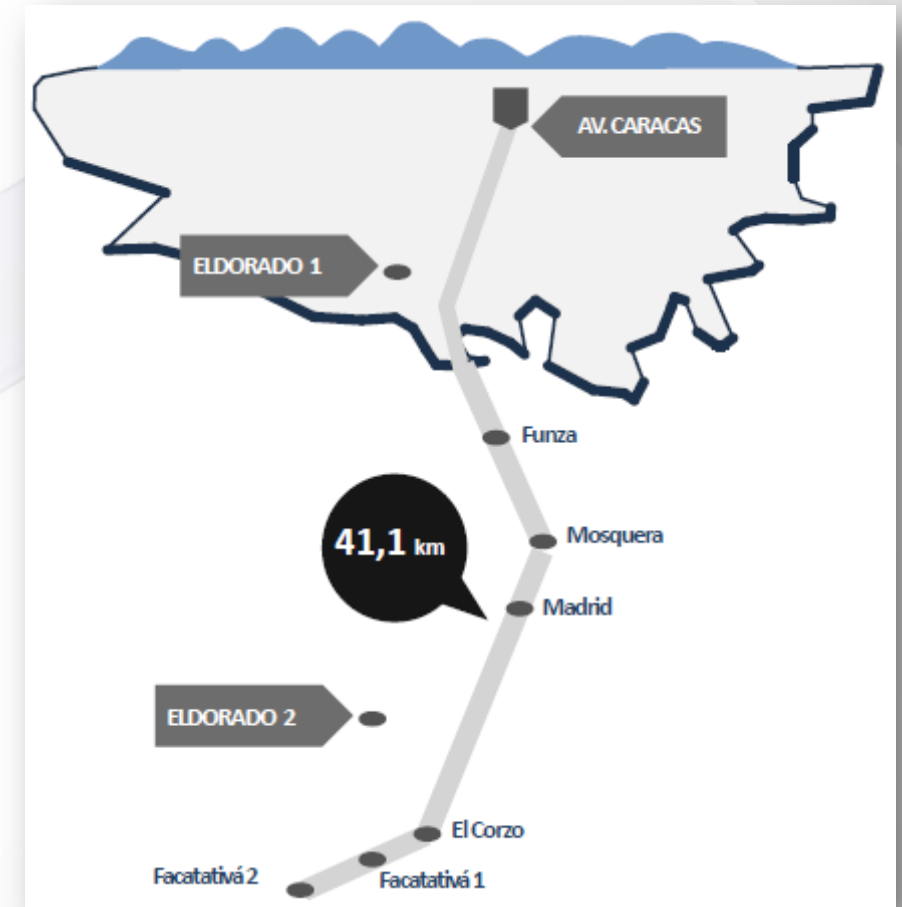 AV. CARACAS
ELDORADO 1
Funza
41,1 km
Mosquera
Madrid
ELDORADO 2
El Corzo
Facatativá 2
Facatativá 1